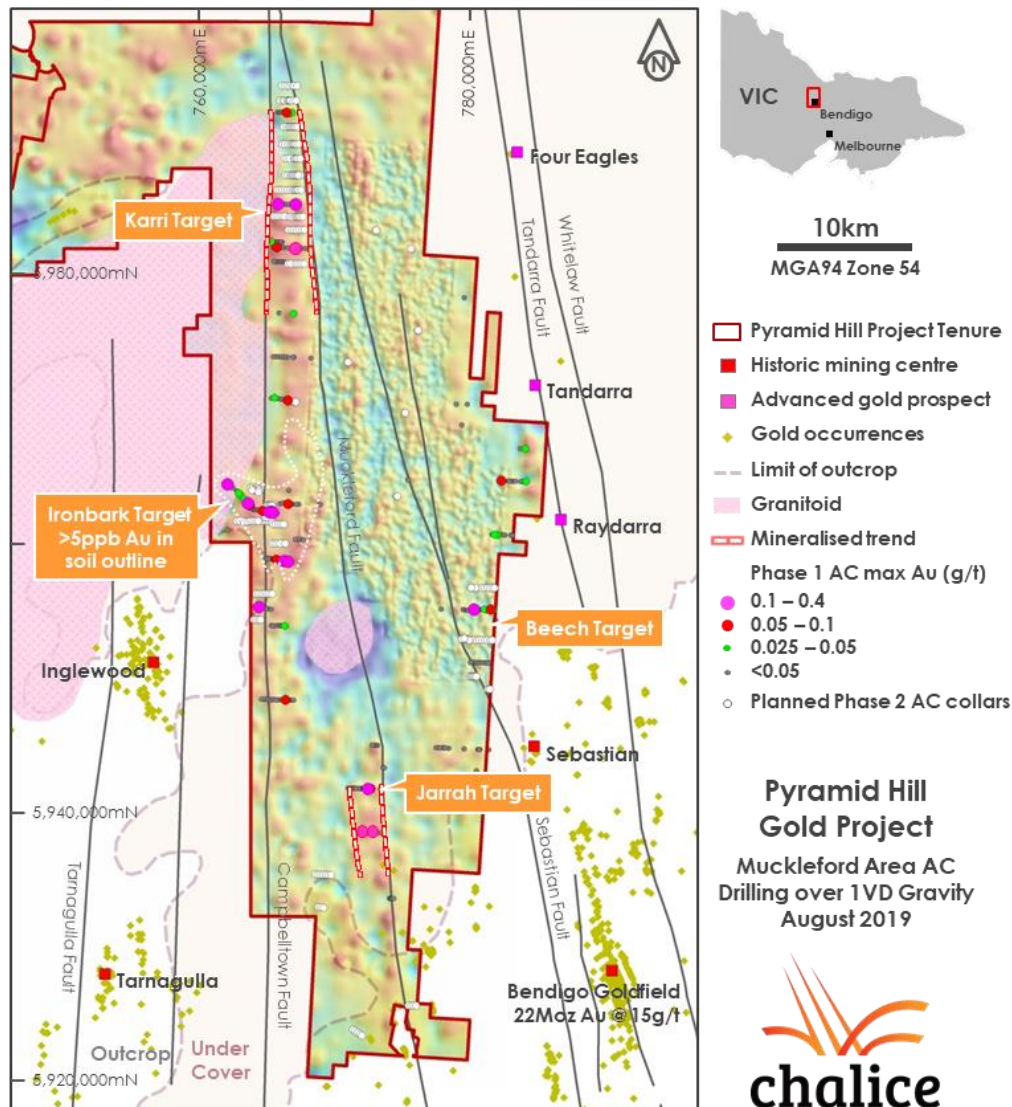 760,000mE
780,000mE
N
Four Eagles
Karri Target
Tandarra Fault
Whitelaw Fault
5,980,000mN
Tandarra
Muckleford Fault
Ironbark Target
>5ppb Au in
soil outline
Raydarra
Beech Target
Inglewood
Sebastian
Jarrah Target
5,940,000mN
Tarnagulla Fault
Campbelltown Fault
Sebastian Fault
Tarnagulla
Bendigo Goldfield
22Moz Au @ 15g/t
Outcrop
Under
Cover
5,920,000mN
VIC
Bendigo
Melbourne
10km
MGA94 Zone 54
Pyramid Hill Project Tenure
Historic mining centre
Advanced gold prospect
Gold occurrences
Limit of outcrop
Granitoid
Mineralised trend
Phase 1 AC max Au (g/t)
0.1 – 0.4
0.05 – 0.1
0.025 – 0.05
<0.05
Planned Phase 2 AC collars
Pyramid Hill
Gold Project
Muckleford Area AC
Drilling over 1VD Gravity
August 2019
chalice